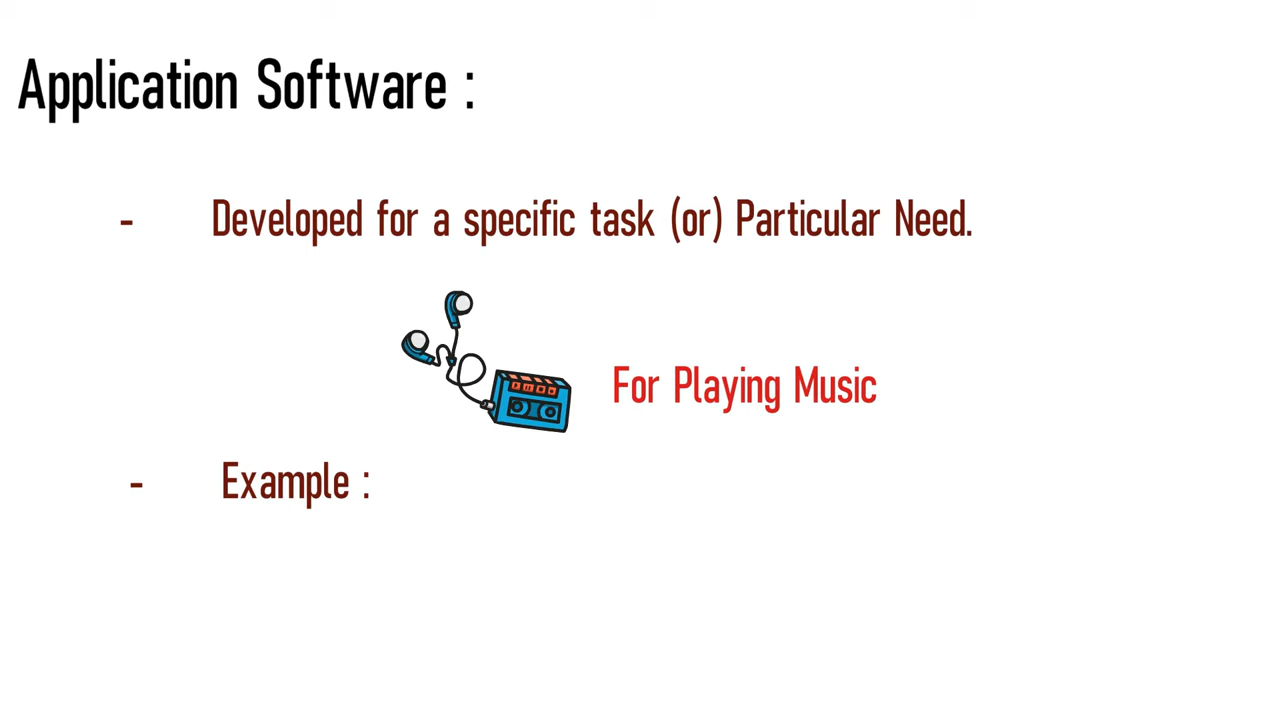 Application Software :
- Developed for a specific task (or) Particular Need.
For Playing Music
- Example :